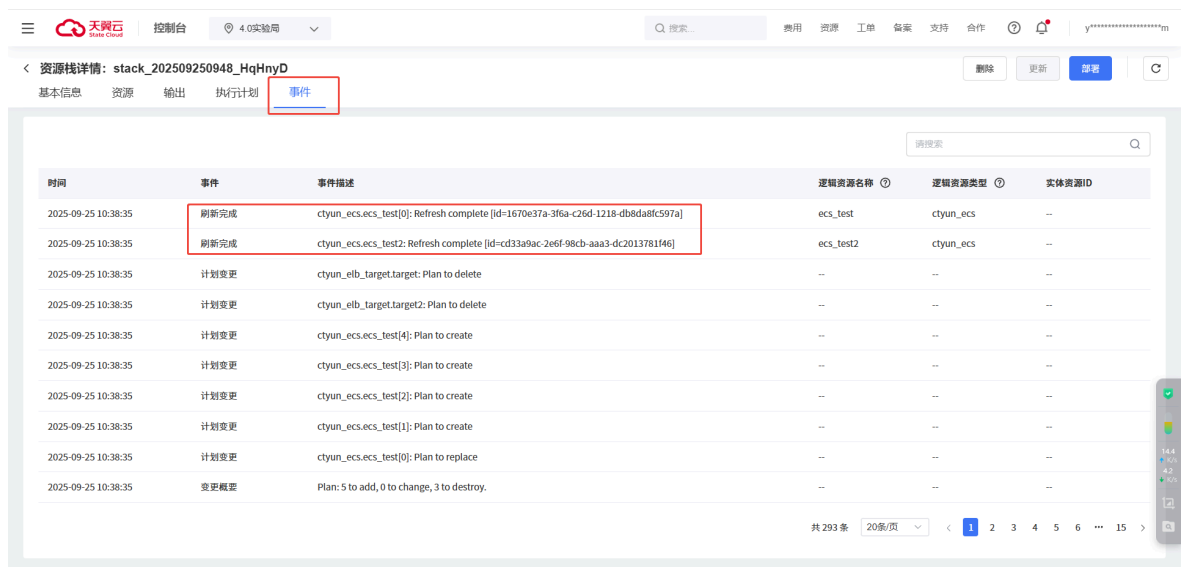 天翼云 State Cloud 控制台 4.0实验局 搜索... 费用 资源 工单 备案 支持 合作 y********************m
资源栈详情：stack_202509250948_HqHnyD 删除 更新 部署
基本信息 资源 输出 执行计划 事件
请搜索
时间 事件 事件描述 逻辑资源名称 逻辑资源类型 实体资源ID
2025-09-25 10:38:35 刷新完成 ctyun_ecs.ecs_test[0]: Refresh complete [id=1670e37a-3f6a-c26d-1218-db8da8fc597a] ecs_test ctyun_ecs --
2025-09-25 10:38:35 刷新完成 ctyun_ecs.ecs_test2: Refresh complete [id=cd33a9ac-2e6f-98cb-aaa3-dc2013781f46] ecs_test2 ctyun_ecs --
2025-09-25 10:38:35 计划变更 ctyun_elb_target.target: Plan to delete -- -- --
2025-09-25 10:38:35 计划变更 ctyun_elb_target.target2: Plan to delete -- -- --
2025-09-25 10:38:35 计划变更 ctyun_ecs.ecs_test[4]: Plan to create -- -- --
2025-09-25 10:38:35 计划变更 ctyun_ecs.ecs_test[3]: Plan to create -- -- --
2025-09-25 10:38:35 计划变更 ctyun_ecs.ecs_test[2]: Plan to create -- -- --
2025-09-25 10:38:35 计划变更 ctyun_ecs.ecs_test[1]: Plan to create -- -- --
2025-09-25 10:38:35 计划变更 ctyun_ecs.ecs_test[0]: Plan to replace -- -- --
2025-09-25 10:38:35 变更概要 Plan: 5 to add, 0 to change, 3 to destroy. -- -- --
14.4
K/s
4.2
K/s
共 293 条 20条/页 1 2 3 4 5 6 ··· 15